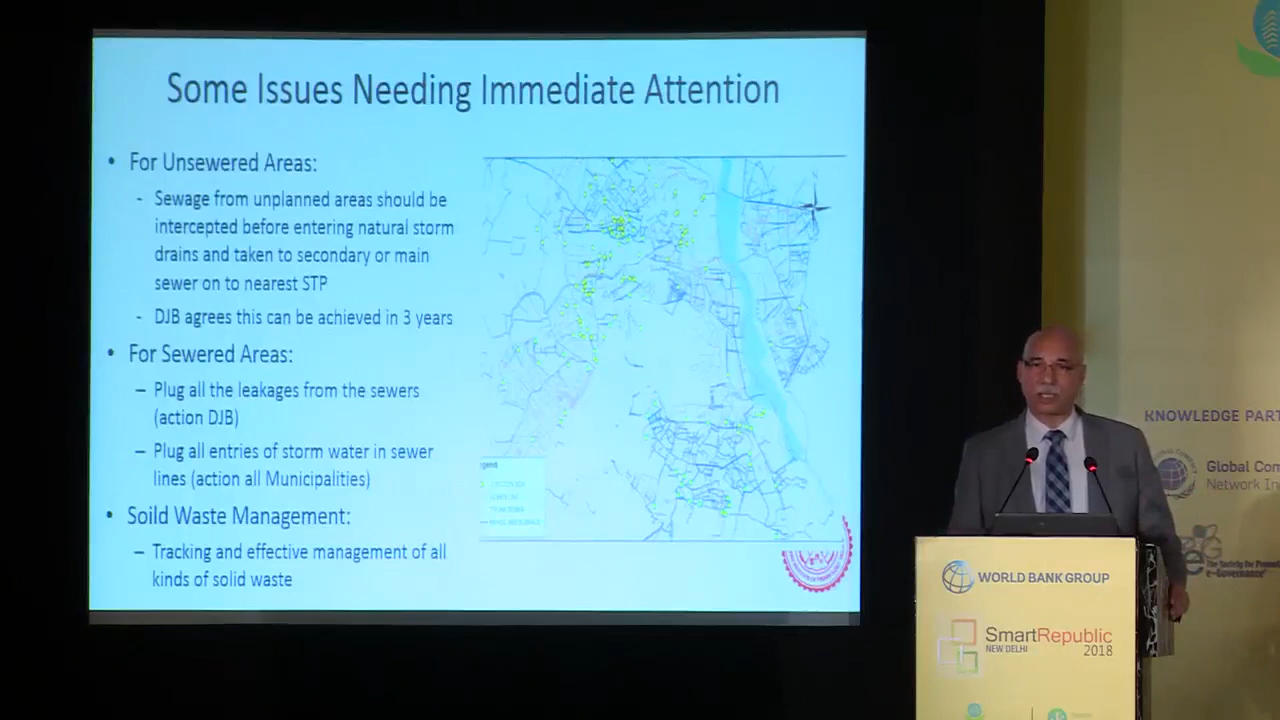 Some Issues Needing Immediate Attention
• For Unsewered Areas:
- Sewage from unplanned areas should be
intercepted before entering natural storm
drains and taken to secondary or main
sewer on to nearest STP
- DJB agrees this can be achieved in 3 years
• For Sewered Areas:
– Plug all the leakages from the sewers
(action DJB)
– Plug all entries of storm water in sewer
lines (action all Municipalities)
• Soild Waste Management:
– Tracking and effective management of all
kinds of solid waste
KNOWLEDGE PART
Global Com
Network In
e-Governance
WORLD BANK GROUP
SmartRepublic
NEW DELHI 2018